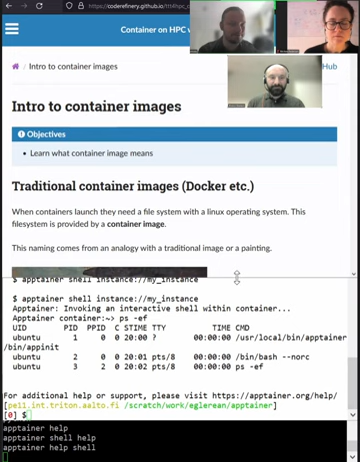 https://coderefinery.github.io/ttt4hpc_c
Container on HPC w
Hub
/ Intro to container images
Intro to container images
Objectives
• Learn what container image means
Traditional container images (Docker etc.)
When containers launch they need a file system with a linux operating system. This
filesystem is provided by a container image.
This naming comes from an analogy with a traditional image or a painting.
$ apptainer shell instance://my_instance
$ apptainer shell instance://my_instance
Apptainer: Invoking an interactive shell within container...
Apptainer container:~> ps -ef
UID PID PPID C STIME TTY TIME CMD
ubuntu 1 0 0 20:00 ? 00:00:00 /usr/local/bin/apptainer
/bin/appinit
ubuntu 2 0 0 20:01 pts/8 00:00:00 /bin/bash --norc
ubuntu 3 2 0 20:02 pts/8 00:00:00 ps -ef
For additional help or support, please visit https://apptainer.org/help/
[pe11.int.triton.aalto.fi /scratch/work/eglerean/apptainer]
[0] $
apptainer help
apptainer shell help
apptainer help shell